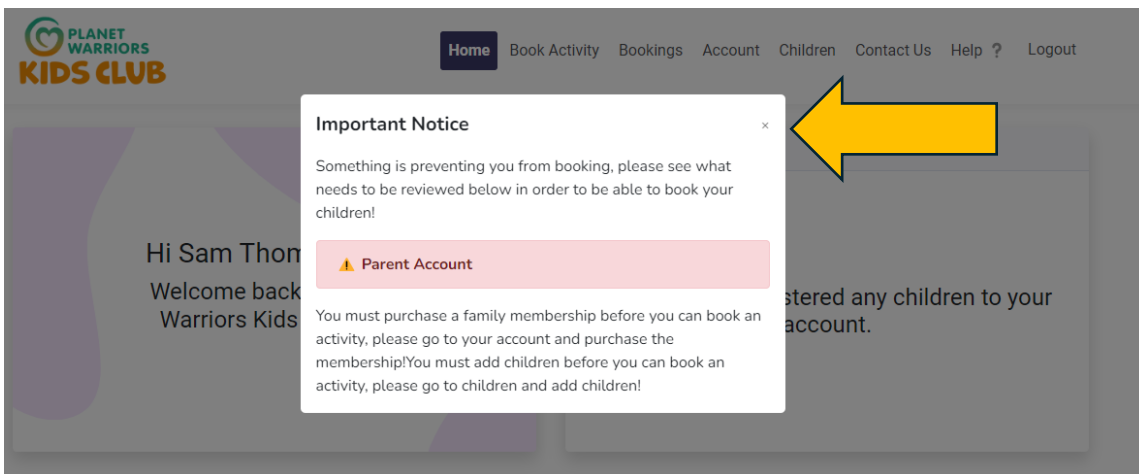 PLANET
WARRIORS
KIDS CLUB
Home Book Activity Bookings Account Children Contact Us Help ? Logout
Important Notice ×
Something is preventing you from booking, please see what
needs to be reviewed below in order to be able to book your
children!
Parent Account
You must purchase a family membership before you can book an
activity, please go to your account and purchase the
membership!You must add children before you can book an
activity, please go to children and add children!
Hi Sam Thom
Welcome back
Warriors Kids
stered any children to your
account.